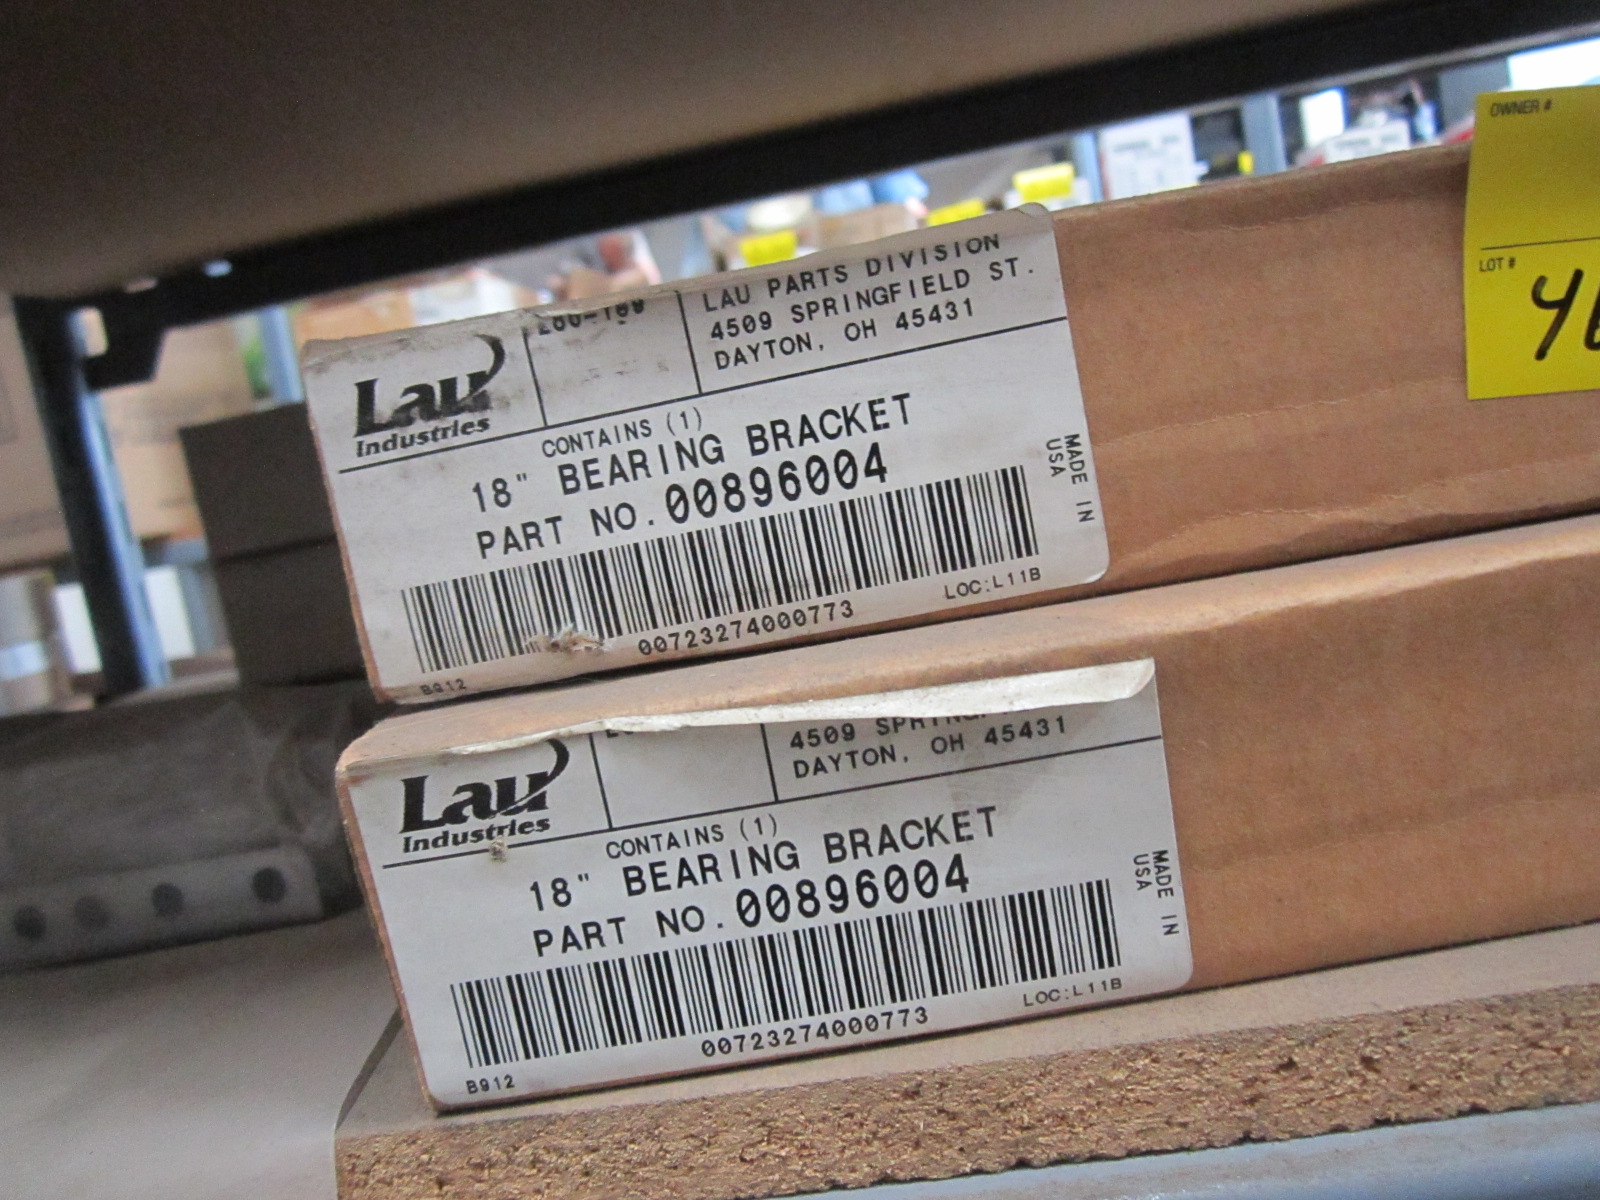 OWNER #
LOT #
Lau
Industries
LAU PARTS DIVISION
4509 SPRINGFIELD ST.
DAYTON, OH 45431
CONTAINS (1)
18" BEARING BRACKET
PART NO. 00896004
MADE IN
USA
00723274000773
LOC:L11B
B912
Lau
Industries
4509
DAYTON, OH 45431
CONTAINS (1)
18" BEARING BRACKET
PART NO. 00896004
MADE IN
USA
00723274000773
LOC:L11B
B912